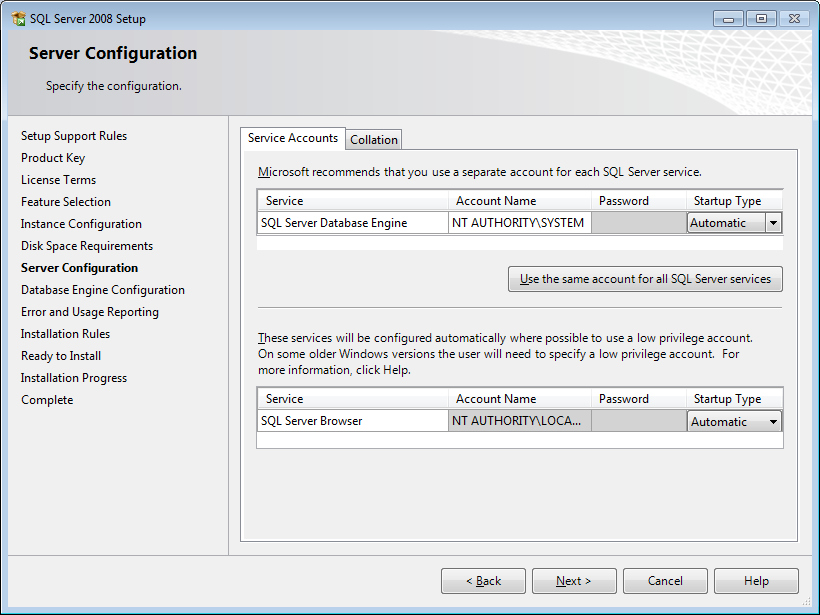 SQL Server 2008 Setup
Server Configuration
Specify the configuration.
Setup Support Rules
Product Key
License Terms
Feature Selection
Instance Configuration
Disk Space Requirements
Server Configuration
Database Engine Configuration
Error and Usage Reporting
Installation Rules
Ready to Install
Installation Progress
Complete
Service Accounts Collation
Microsoft recommends that you use a separate account for each SQL Server service.
Service Account Name Password Startup Type
SQL Server Database Engine NT AUTHORITY\SYSTEM Automatic
Use the same account for all SQL Server services
These services will be configured automatically where possible to use a low privilege account.
On some older Windows versions the user will need to specify a low privilege account. For
more information, click Help.
Service Account Name Password Startup Type
SQL Server Browser NT AUTHORITY\LOCA... Automatic
< Back Next > Cancel Help